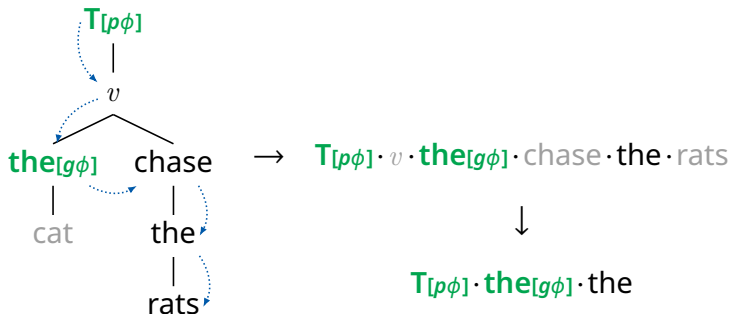 T[pϕ]
v
the[gϕ] chase → T[pϕ] · v · the[gϕ] · chase · the · rats
cat the ↓
rats T[pϕ] · the[gϕ] · the